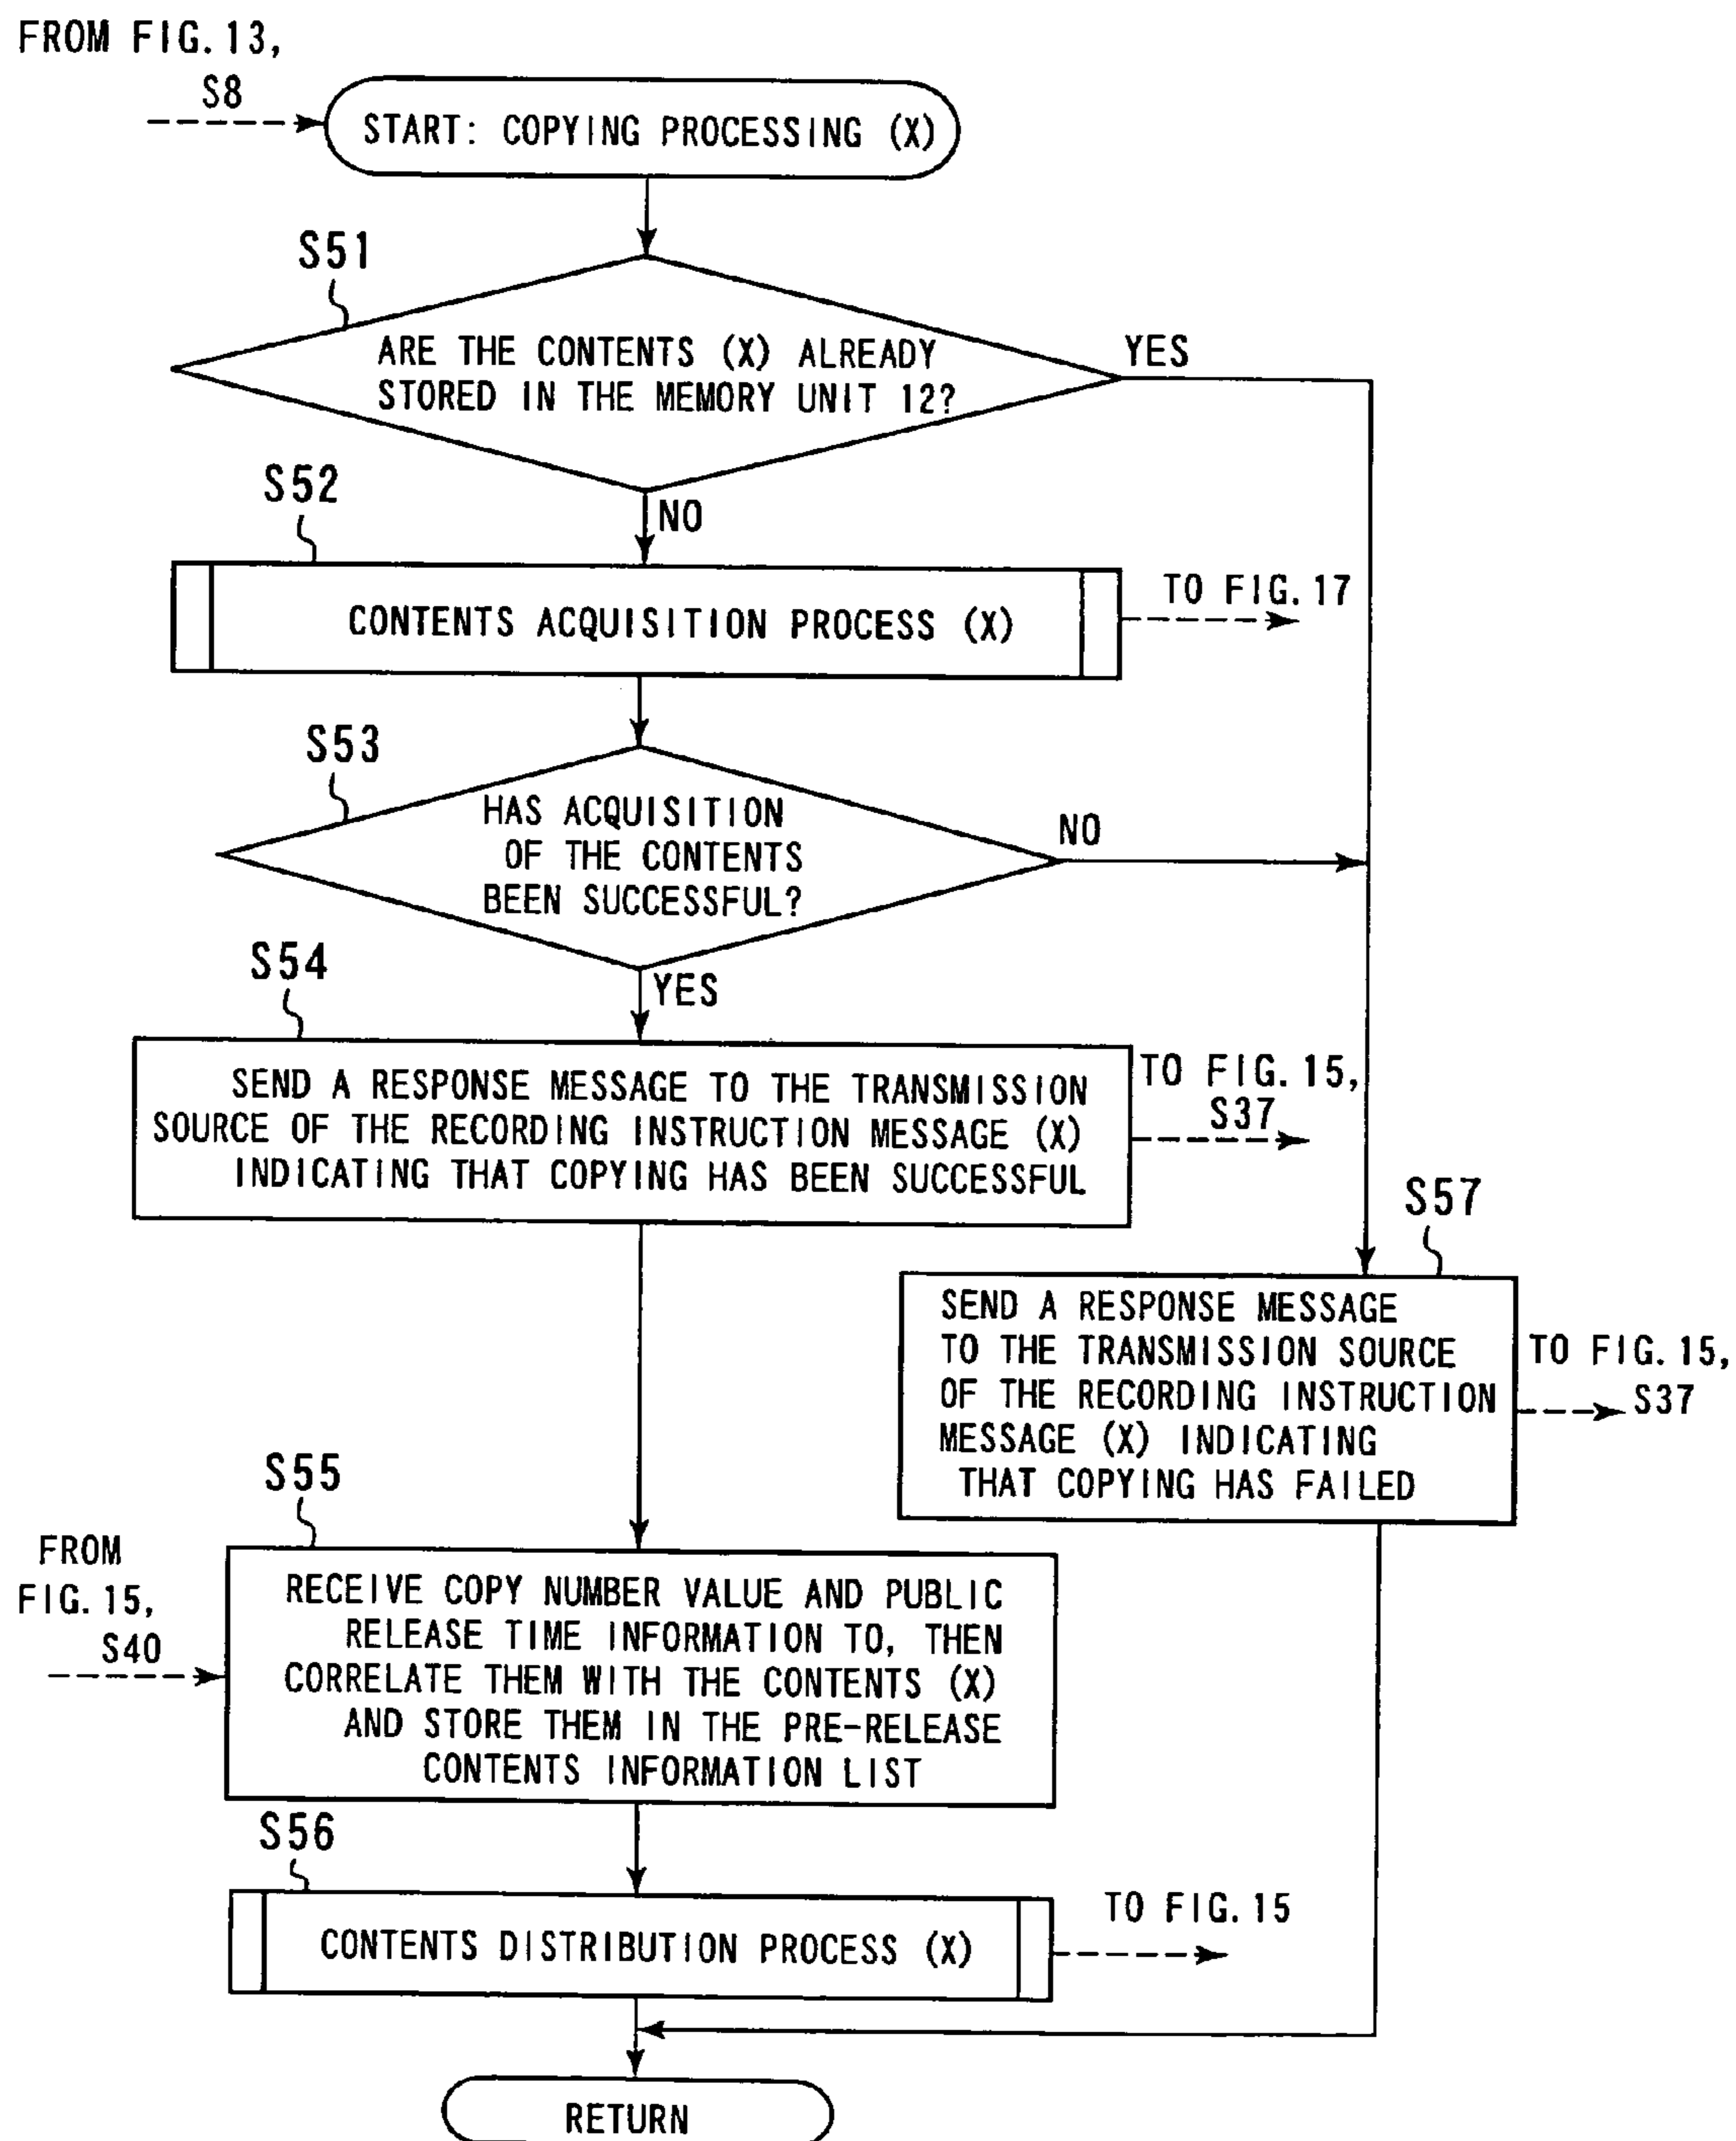 FROM FIG. 13,
S8
START: COPYING PROCESSING (X)
S51
ARE THE CONTENTS (X) ALREADY
STORED IN THE MEMORY UNIT 12?
YES
NO
S52
CONTENTS ACQUISITION PROCESS (X)
TO FIG. 17
S53
HAS ACQUISITION
OF THE CONTENTS
BEEN SUCCESSFUL?
NO
YES
S54
SEND A RESPONSE MESSAGE TO THE TRANSMISSION
SOURCE OF THE RECORDING INSTRUCTION MESSAGE (X)
INDICATING THAT COPYING HAS BEEN SUCCESSFUL
TO FIG. 15,
S37
S57
SEND A RESPONSE MESSAGE
TO THE TRANSMISSION SOURCE
OF THE RECORDING INSTRUCTION
MESSAGE (X) INDICATING
THAT COPYING HAS FAILED
TO FIG. 15,
S37
S55
FROM
FIG. 15,
S40
RECEIVE COPY NUMBER VALUE AND PUBLIC
RELEASE TIME INFORMATION TO, THEN
CORRELATE THEM WITH THE CONTENTS (X)
AND STORE THEM IN THE PRE-RELEASE
CONTENTS INFORMATION LIST
S56
CONTENTS DISTRIBUTION PROCESS (X)
TO FIG. 15
RETURN